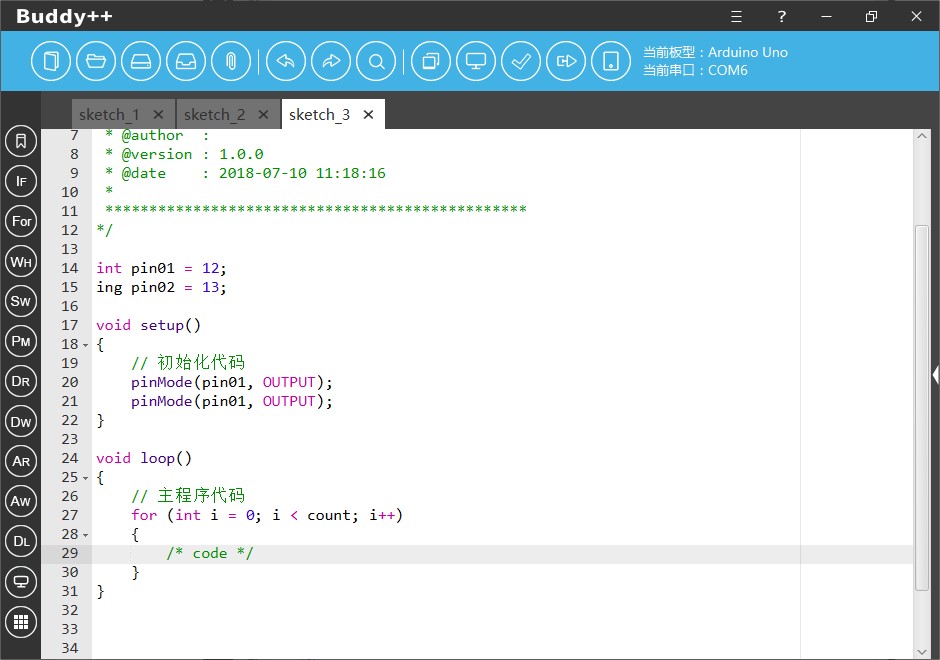 Buddy++
?
当前板型：Arduino Uno
当前串口：COM6
sketch_1 ✕ sketch_2 ✕ sketch_3 ✕
IF
For
WH
SW
PM
DR
DW
AR
AW
DL
7 * @author  :
8 * @version : 1.0.0
9 * @date    : 2018-07-10 11:18:16
10 *
11 ************************************************
12 */
13
14 int pin01 = 12;
15 ing pin02 = 13;
16
17 void setup()
18 {
19     // 初始化代码
20     pinMode(pin01, OUTPUT);
21     pinMode(pin01, OUTPUT);
22 }
23
24 void loop()
25 {
26     // 主程序代码
27     for (int i = 0; i < count; i++)
28     {
29         /* code */
30     }
31 }
32
33
34